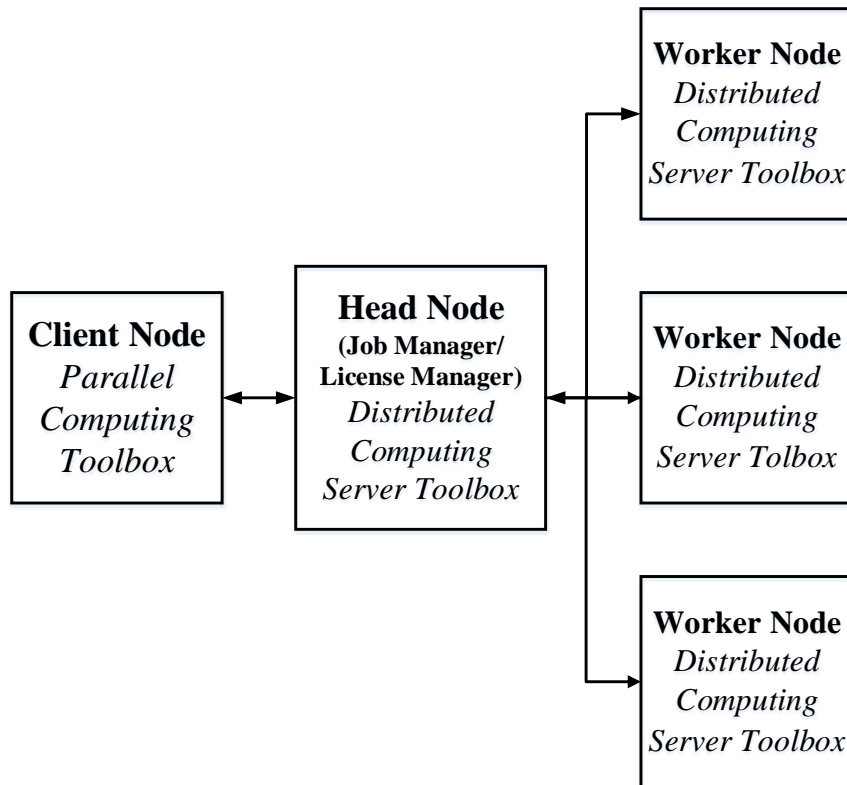 Client Node
Parallel
Computing
Toolbox
Head Node
(Job Manager/
License Manager)
Distributed
Computing
Server Toolbox
Worker Node
Distributed
Computing
Server Toolbox
Worker Node
Distributed
Computing
Server Tolbox
Worker Node
Distributed
Computing
Server Toolbox